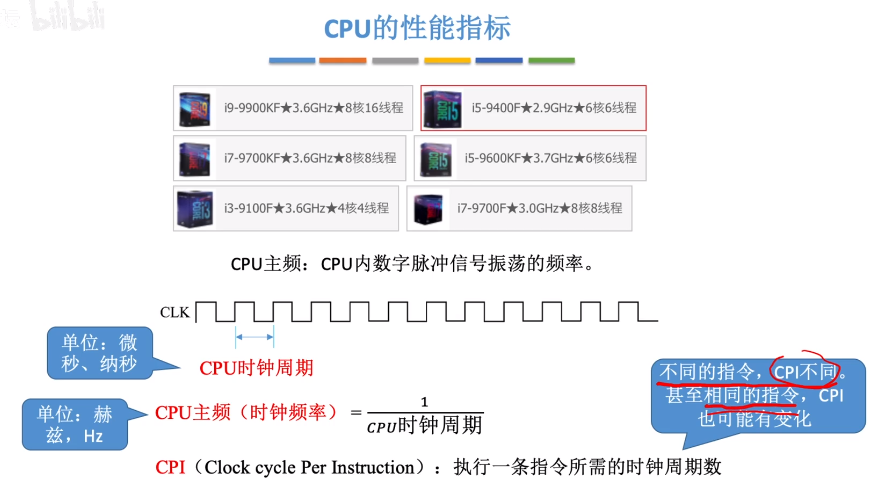 bilibili
CPU的性能指标
i9-9900KF★3.6GHz★8核16线程
i5-9400F★2.9GHz★6核6线程
i7-9700KF★3.6GHz★8核8线程
i5-9600KF★3.7GHz★6核6线程
i3-9100F★3.6GHz★4核4线程
i7-9700F★3.0GHz★8核8线程
CPU主频：CPU内数字脉冲信号振荡的频率。
CLK
单位：微
秒、纳秒
CPU时钟周期
不同的指令，CPI不同。
甚至相同的指令，CPI
也可能有变化
单位：赫
兹，Hz
CPU主频（时钟频率）= 1/CPU时钟周期
CPI（Clock cycle Per Instruction）：执行一条指令所需的时钟周期数